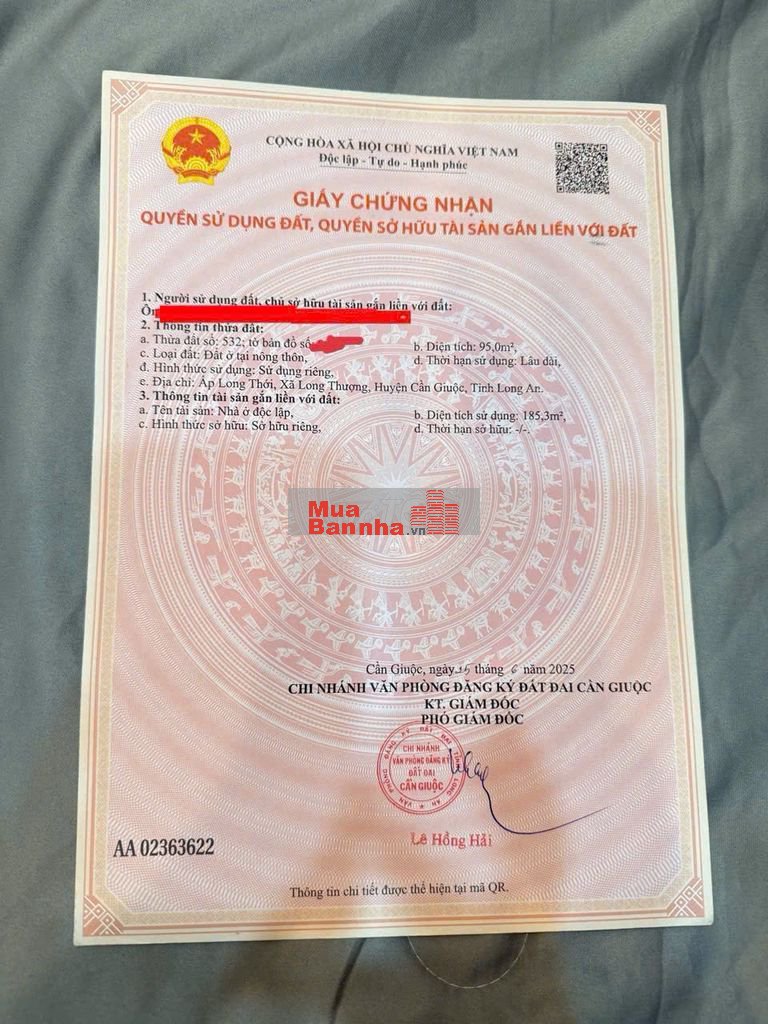 CỘNG HÒA XÃ HỘI CHỦ NGHĨA VIỆT NAM
Độc lập - Tự do - Hạnh phúc
GIẤY CHỨNG NHẬN
QUYỀN SỬ DỤNG ĐẤT, QUYỀN SỞ HỮU TÀI SẢN GẮN LIỀN VỚI ĐẤT
1. Người sử dụng đất, chủ sở hữu tài sản gắn liền với đất:
2. Thông tin thửa đất:
a. Thửa đất số: 532; tờ bản đồ số
b. Diện tích: 95,0m²,
c. Loại đất: Đất ở tại nông thôn,
d. Thời hạn sử dụng: Lâu dài,
đ. Hình thức sử dụng: Sử dụng riêng,
e. Địa chỉ: Ấp Long Thới, Xã Long Thượng, Huyện Cần Giuộc, Tỉnh Long An.
3. Thông tin tài sản gắn liền với đất:
a. Tên tài sản: Nhà ở độc lập,
b. Diện tích sử dụng: 185,3m²,
c. Hình thức sở hữu: Sở hữu riêng,
d. Thời hạn sở hữu: -/-.
Mua
Bannha.vn
Cần Giuộc, ngày tháng 6 năm 2025
CHI NHÁNH VĂN PHÒNG ĐĂNG KÝ ĐẤT ĐAI CẦN GIUỘC
KT. GIÁM ĐỐC
PHÓ GIÁM ĐỐC
VĂN PHÒNG ĐĂNG KÝ ĐẤT ĐAI TỈNH LONG AN
CHI NHÁNH
VĂN PHÒNG ĐĂNG KÝ
ĐẤT ĐAI
CẦN GIUỘC
Lê Hồng Hải
AA 02363622
Thông tin chi tiết được thể hiện tại mã QR.